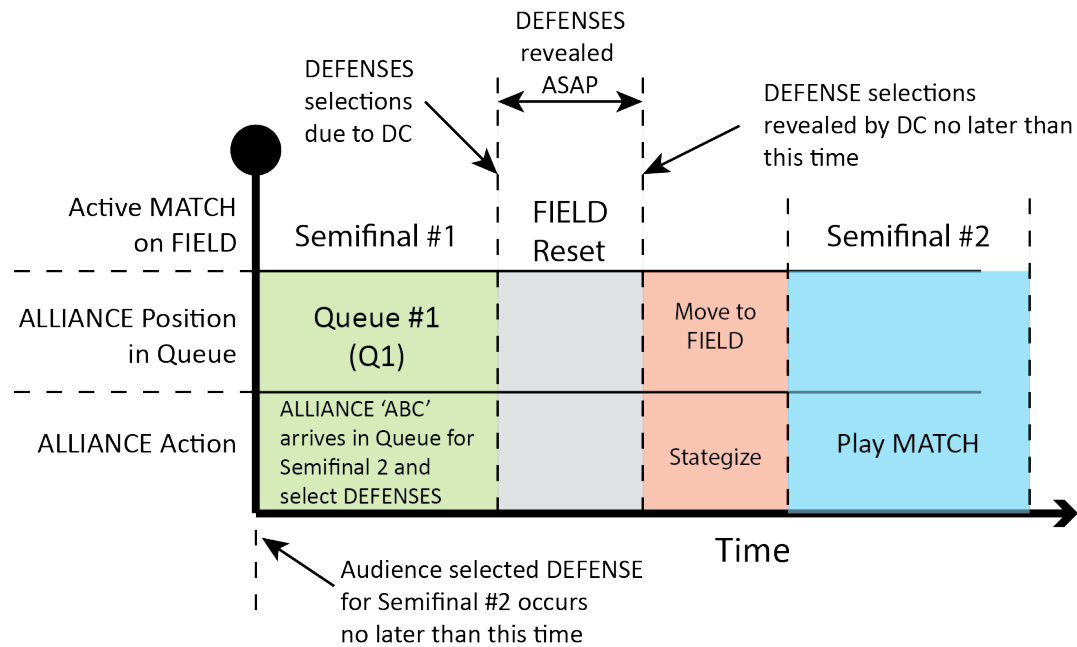 DEFENSES
revealed
ASAP
DEFENSES
selections
due to DC
DEFENSE selections
revealed by DC no later than
this time
Active MATCH
on FIELD
Semifinal #1
FIELD
Reset
Semifinal #2
ALLIANCE Position
in Queue
Queue #1
(Q1)
Move to
FIELD
ALLIANCE Action
ALLIANCE ‘ABC’
arrives in Queue for
Semifinal 2 and
select DEFENSES
Stategize
Play MATCH
Time
Audience selected DEFENSE
for Semifinal #2 occurs
no later than this time